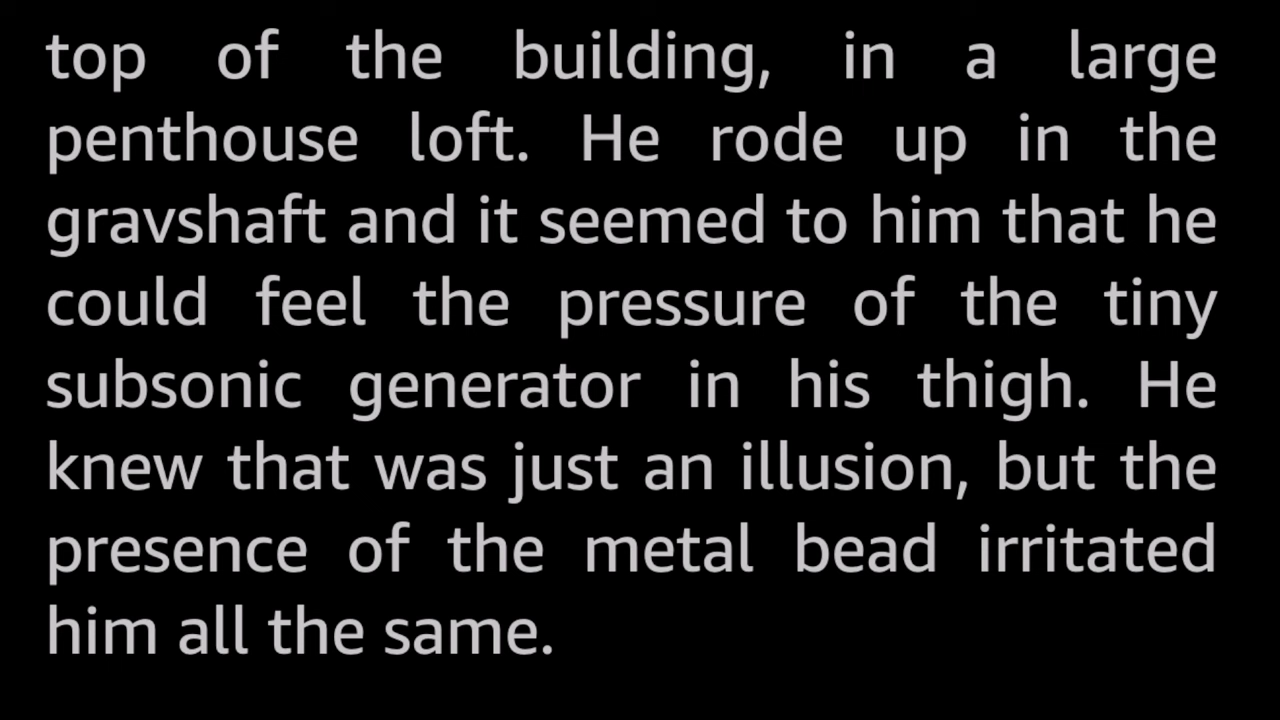 top of the building, in a large
penthouse loft. He rode up in the
gravshaft and it seemed to him that he
could feel the pressure of the tiny
subsonic generator in his thigh. He
knew that was just an illusion, but the
presence of the metal bead irritated
him all the same.